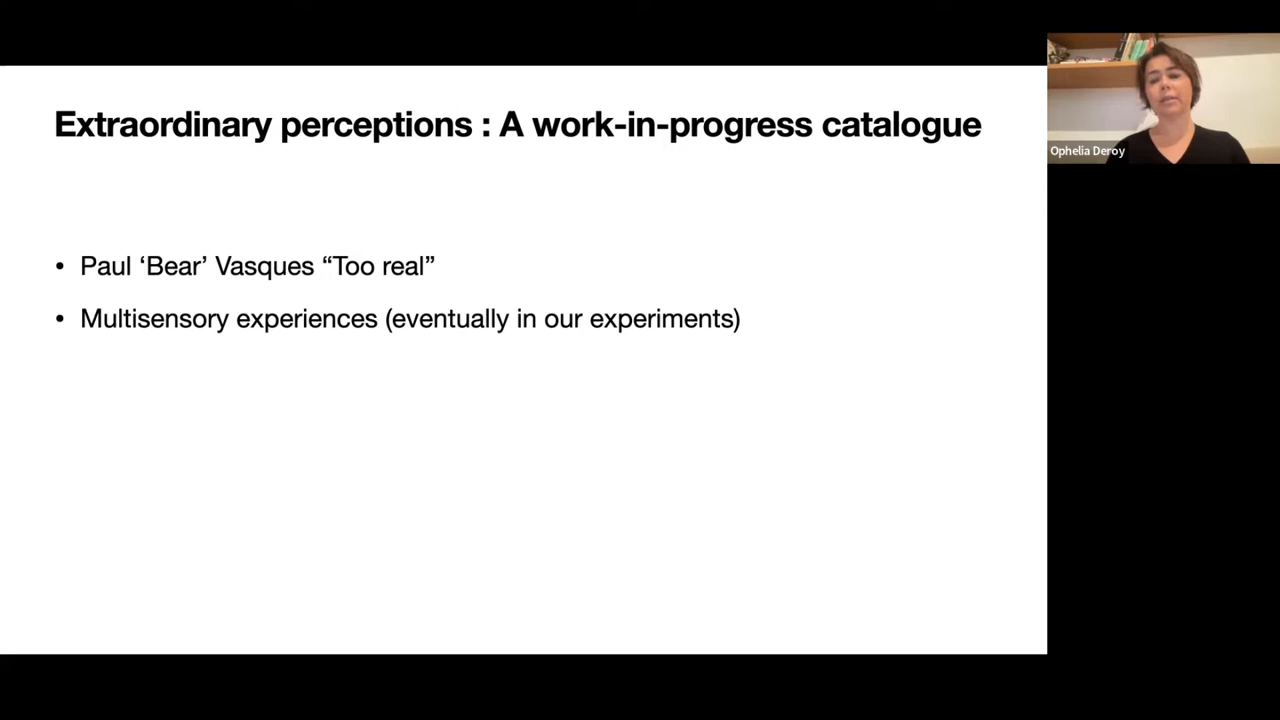 Extraordinary perceptions : A work-in-progress catalogue
Ophelia Deroy
• Paul ‘Bear’ Vasques “Too real”
• Multisensory experiences (eventually in our experiments)